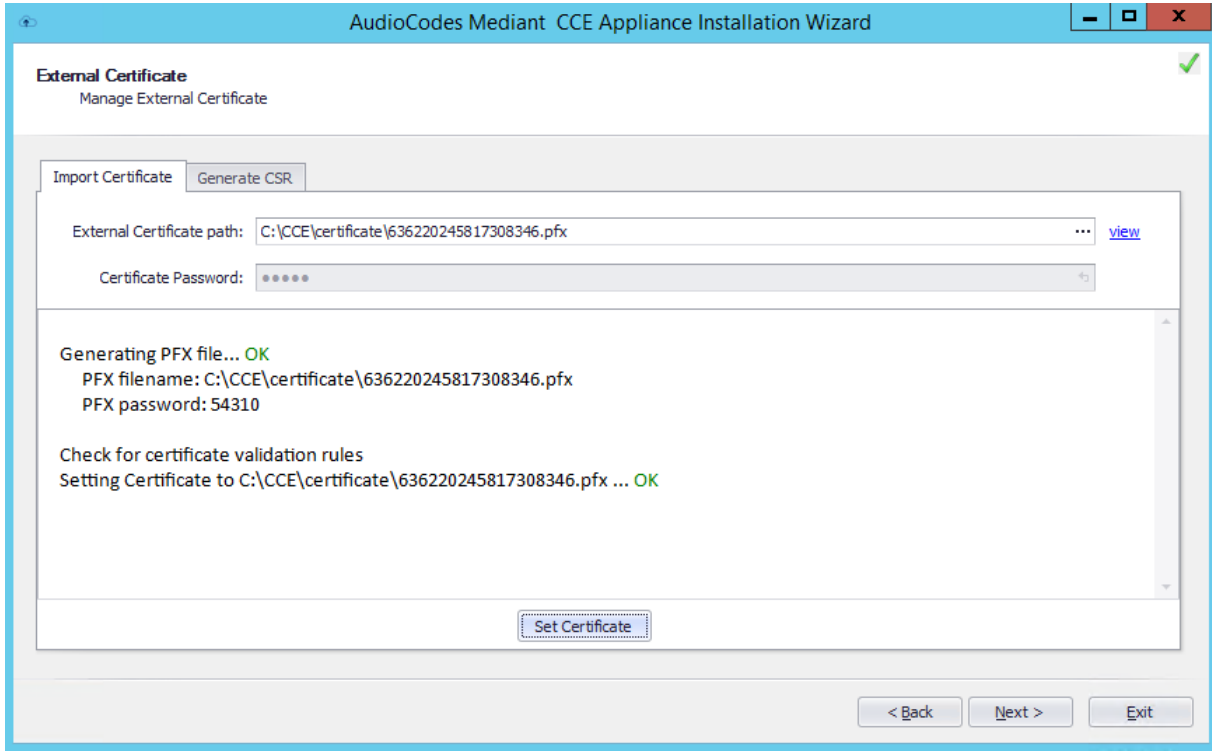 AudioCodes Mediant CCE Appliance Installation Wizard
External Certificate
Manage External Certificate
Import Certificate
Generate CSR
External Certificate path: C:\CCE\certificate\636220245817308346.pfx ... view
Certificate Password: •••••
Generating PFX file... OK
PFX filename: C:\CCE\certificate\636220245817308346.pfx
PFX password: 54310
Check for certificate validation rules
Setting Certificate to C:\CCE\certificate\636220245817308346.pfx ... OK
Set Certificate
< Back
Next >
Exit